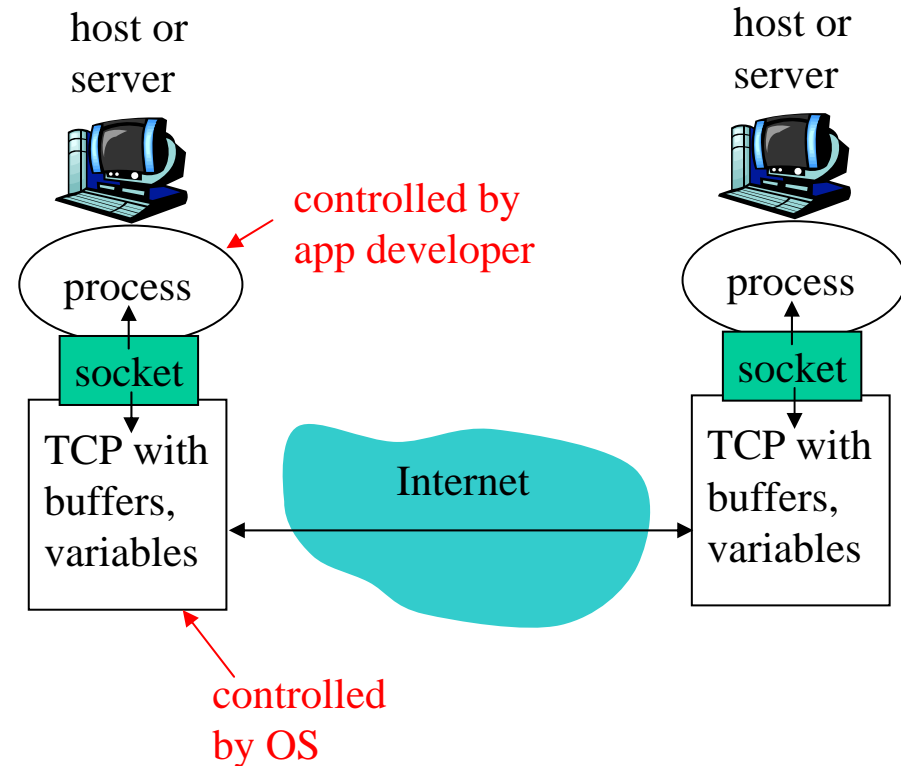 host or
server
host or
server
controlled by
app developer
process
process
socket
socket
TCP with
buffers,
variables
Internet
TCP with
buffers,
variables
controlled
by OS